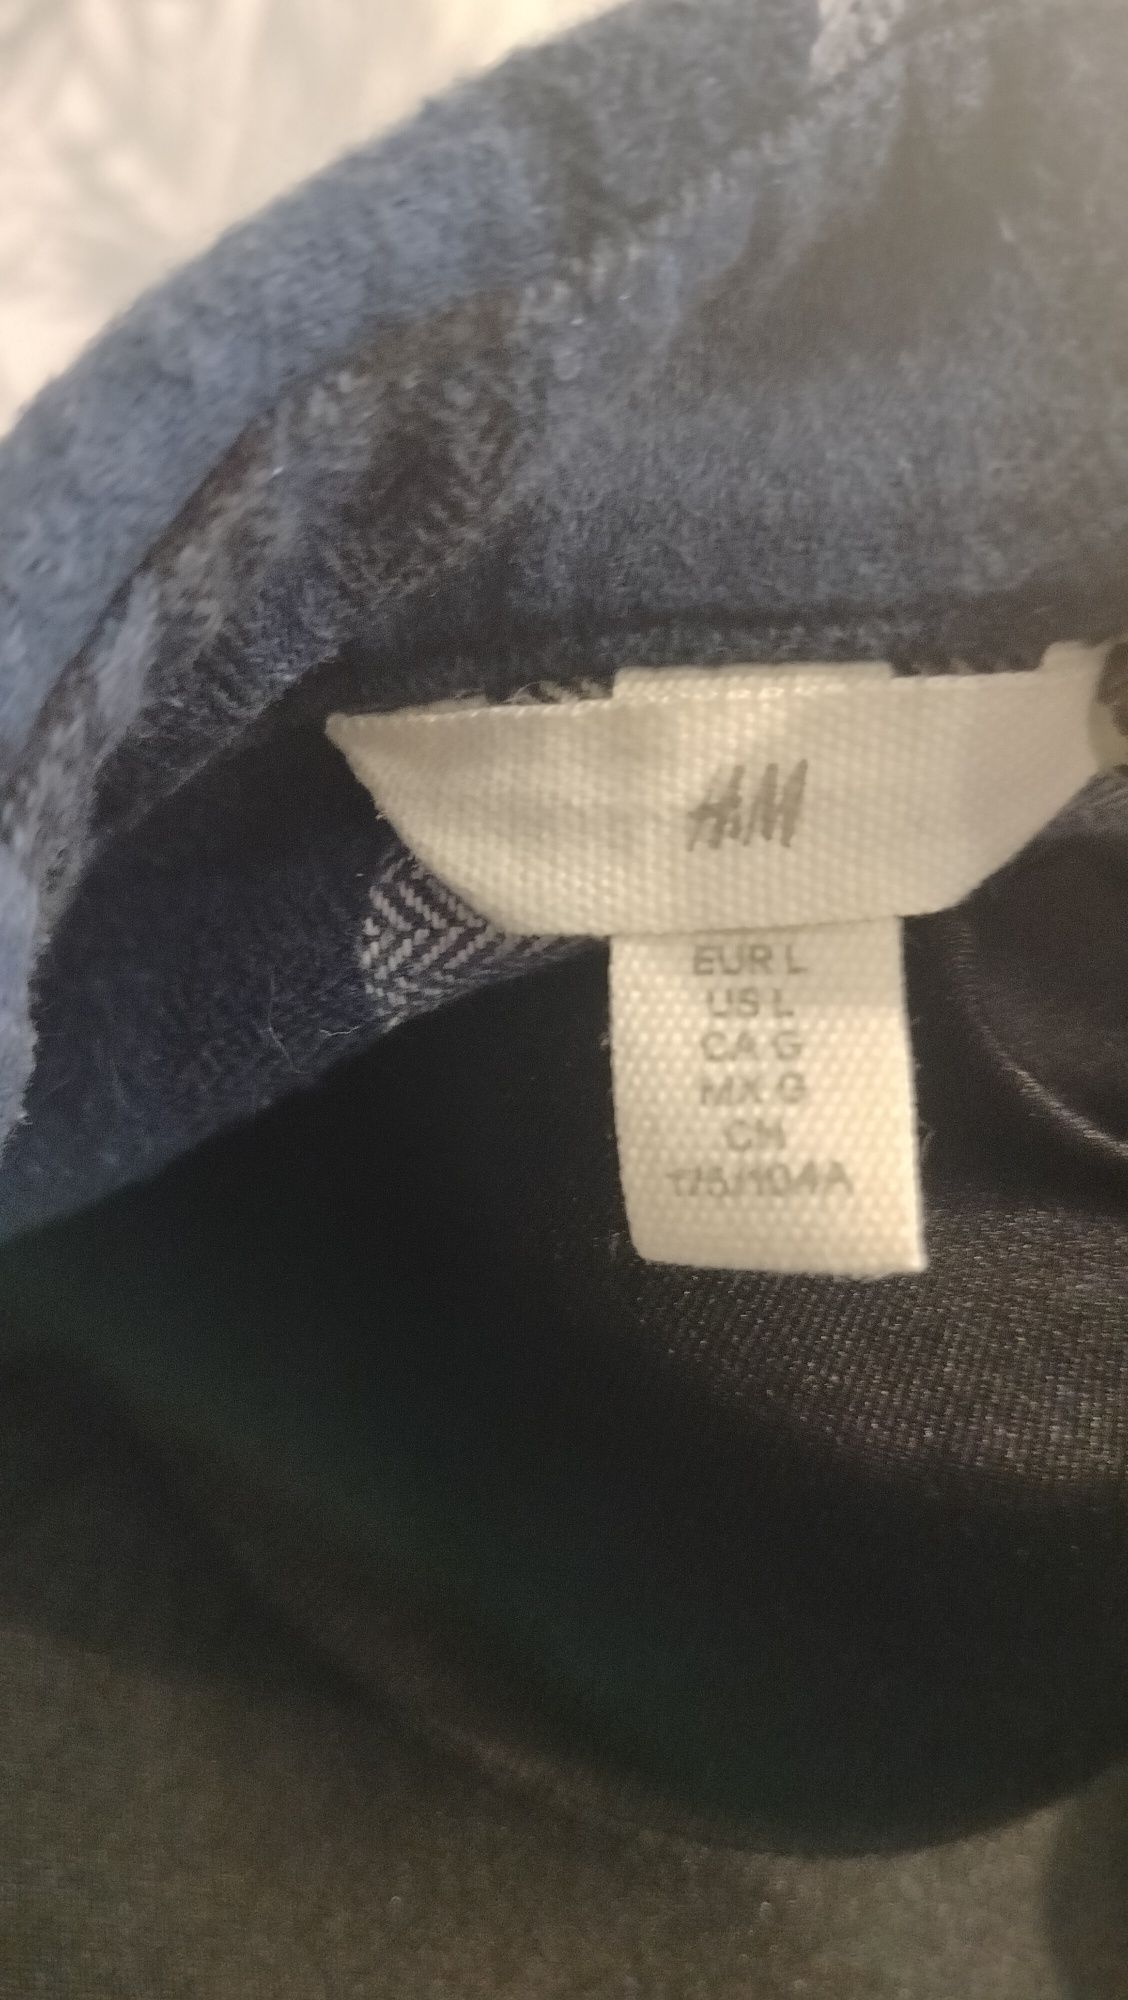 H&M
EUR L
US L
CA G
MX G
CN
175/104A